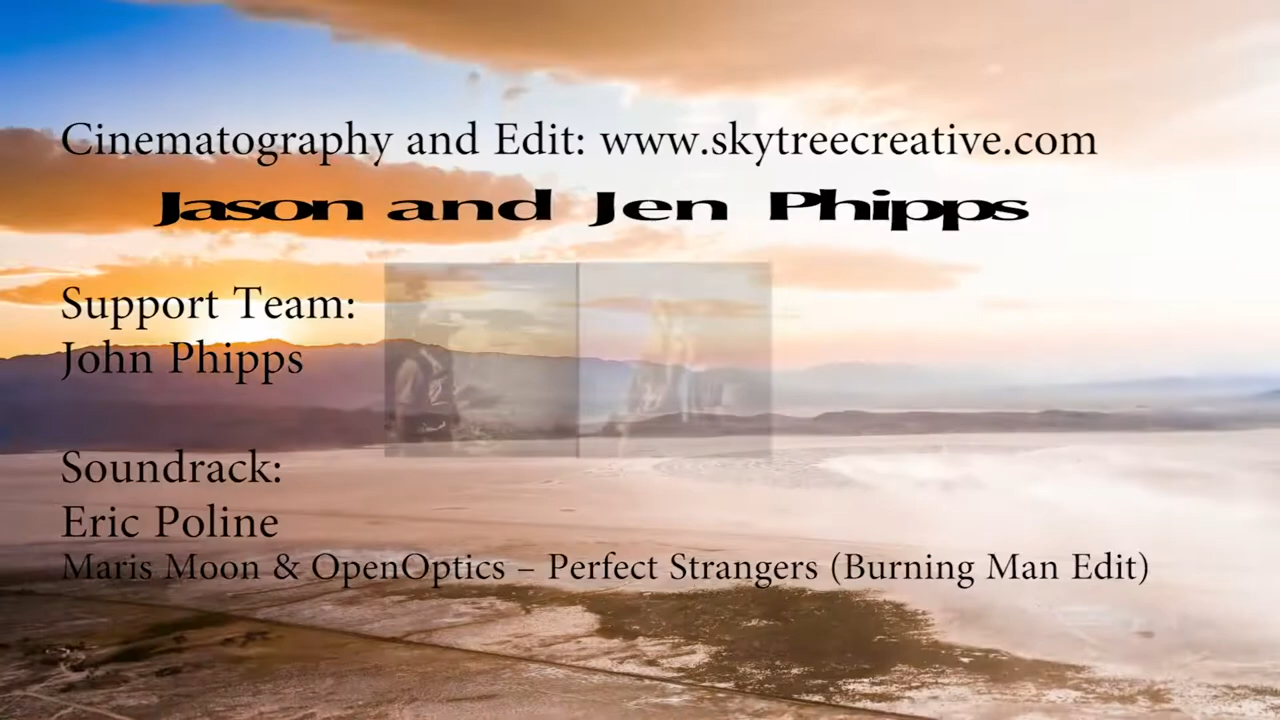 Cinematography and Edit: www.skytreecreative.com
Jason and Jen Phipps
Support Team:
John Phipps
Soundrack:
Eric Poline
Maris Moon & OpenOptics – Perfect Strangers (Burning Man Edit)